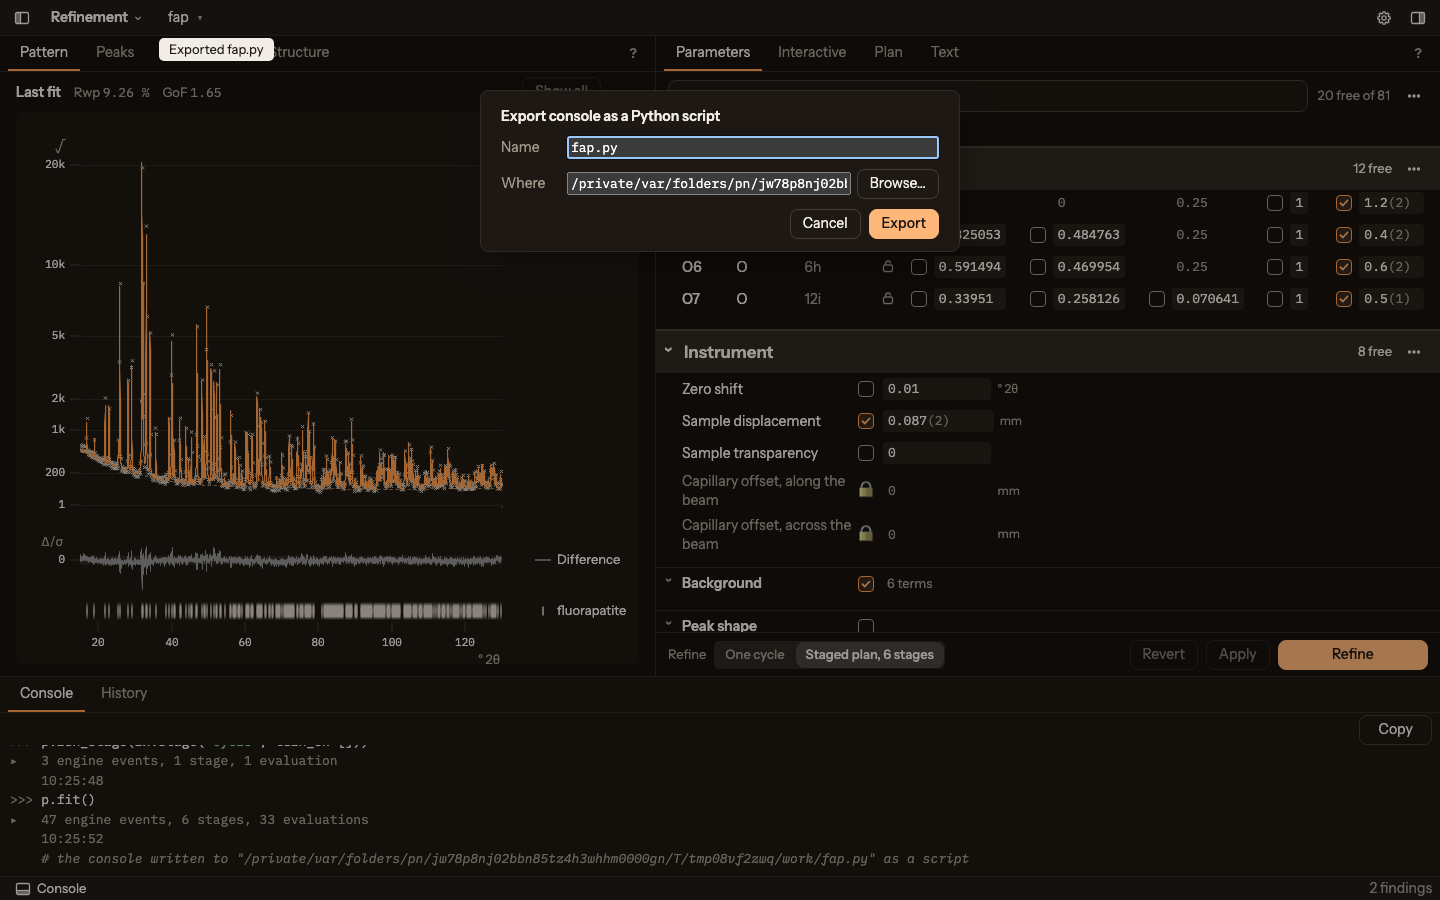 Refinement
fap
Pattern
Peaks
Exported fap.py
Structure
?
Parameters
Interactive
Plan
Text
?
Last fit
Rwp 9.26 %
GoF 1.65
Show all
20 free of 81
Export console as a Python script
Name
fap.py
Where
/private/var/folders/pn/jw78p8nj02b
Browse...
Cancel
Export
12 free
0
0.25
1
1.2(2)
325053
0.484763
0.25
1
0.4(2)
O6
O
6h
0.591494
0.469954
0.25
1
0.6(2)
O7
O
12i
0.33951
0.258126
0.070641
1
0.5(1)
√
20k
10k
5k
2k
1k
200
1
Δ/σ
0
Difference
fluorapatite
20
40
60
80
100
120
°2θ
Instrument
8 free
Zero shift
0.01
°2θ
Sample displacement
0.087(2)
mm
Sample transparency
0
Capillary offset, along the
beam
0
mm
Capillary offset, across the
beam
0
mm
Background
6 terms
Peak shape
Refine
One cycle
Staged plan, 6 stages
Revert
Apply
Refine
Console
History
Copy
3 engine events, 1 stage, 1 evaluation
10:25:48
>>> p.fit()
47 engine events, 6 stages, 33 evaluations
10:25:52
# the console written to "/private/var/folders/pn/jw78p8nj02bbn85tz4h3whhm0000gn/T/tmp08vf2zwq/work/fap.py" as a script
Console
2 findings